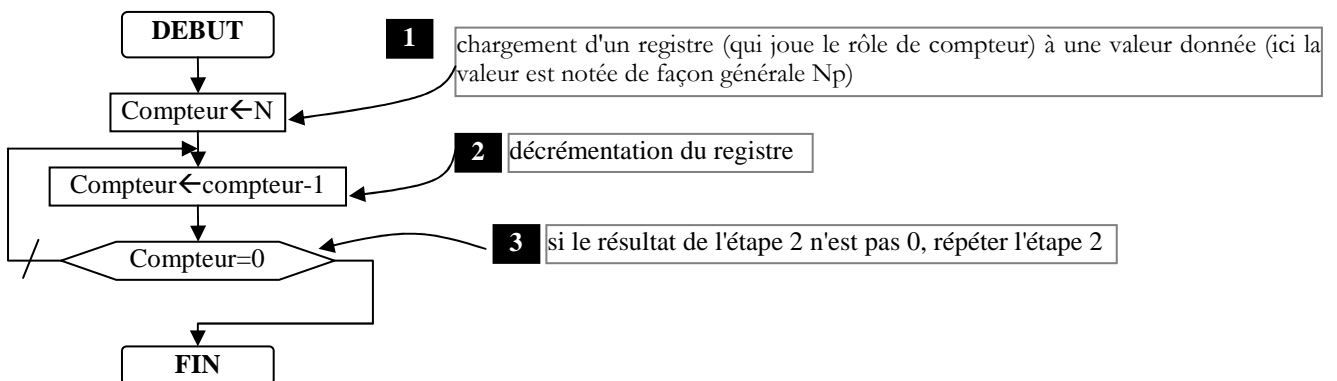 DEBUT
1
chargement d'un registre (qui joue le rôle de compteur) à une valeur donnée (ici la
valeur est notée de façon générale Np)
Compteur←N
2
décrémentation du registre
Compteur←compteur-1
3
si le résultat de l'étape 2 n'est pas 0, répéter l'étape 2
Compteur=0
FIN